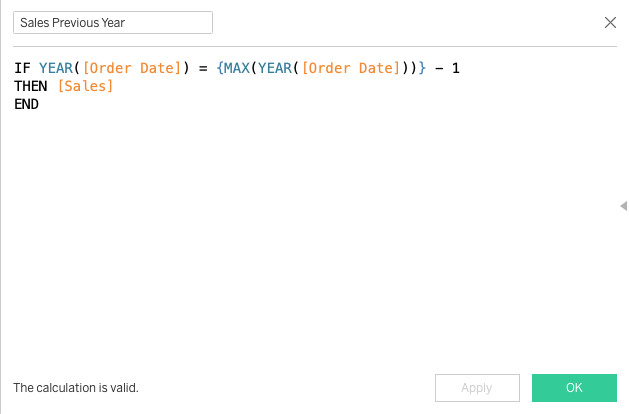 Sales Previous Year
IF YEAR([Order Date]) = {MAX(YEAR([Order Date]))} - 1
THEN [Sales]
END
The calculation is valid.
Apply
OK